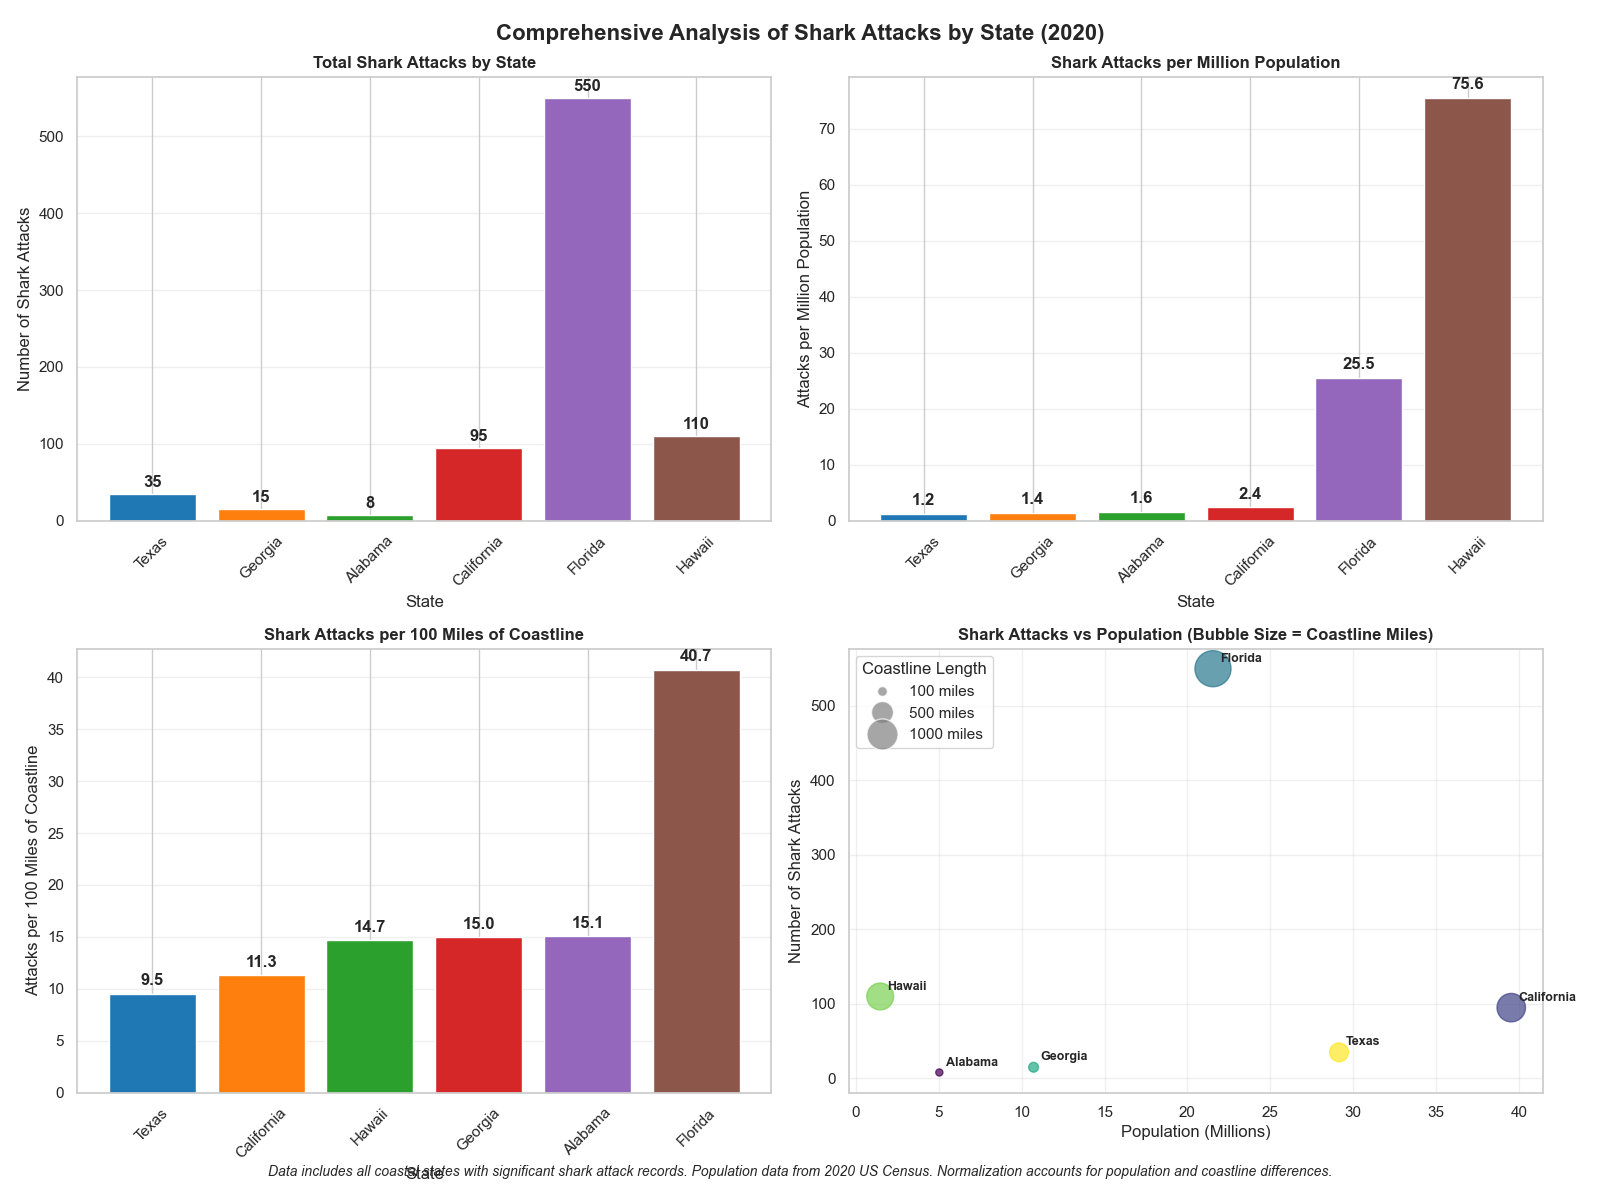 Comprehensive Analysis of Shark Attacks by State (2020)
Total Shark Attacks by State
Number of Shark Attacks
500
400
300
200
100
0
35
15
8
95
550
110
Texas
Georgia
Alabama
California
Florida
Hawaii
State
Shark Attacks per Million Population
Attacks per Million Population
70
60
50
40
30
20
10
0
1.2
1.4
1.6
2.4
25.5
75.6
Texas
Georgia
Alabama
California
Florida
Hawaii
State
Shark Attacks per 100 Miles of Coastline
Attacks per 100 Miles of Coastline
40
35
30
25
20
15
10
5
0
9.5
11.3
14.7
15.0
15.1
40.7
Texas
California
Hawaii
Georgia
Alabama
Florida
State
Shark Attacks vs Population (Bubble Size = Coastline Miles)
Number of Shark Attacks
500
400
300
200
100
0
Coastline Length
100 miles
500 miles
1000 miles
Florida
Hawaii
California
Texas
Georgia
Alabama
0
5
10
15
20
25
30
35
40
Population (Millions)
Data includes all coastal states with significant shark attack records. Population data from 2020 US Census. Normalization accounts for population and coastline differences.